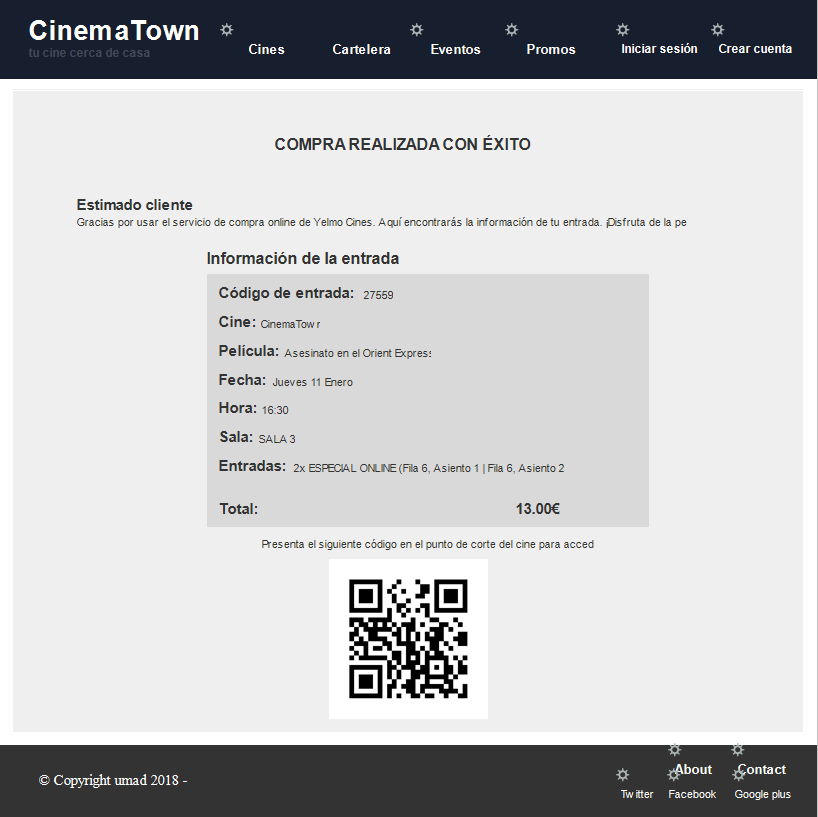 CinemaTown
tu cine cerca de casa
Cines Cartelera Eventos Promos Iniciar sesión Crear cuenta
COMPRA REALIZADA CON ÉXITO
Estimado cliente
Gracias por usar el servicio de compra online de Yelmo Cines. Aquí encontrarás la información de tu entrada. ¡Disfruta de la pe
Información de la entrada
Código de entrada: 27559
Cine: CinemaTowr
Película: Asesinato en el Orient Express
Fecha: Jueves 11 Enero
Hora: 16:30
Sala: SALA 3
Entradas: 2x ESPECIAL ONLINE (Fila 6, Asiento 1 | Fila 6, Asiento 2
Total: 13.00€
Presenta el siguiente código en el punto de corte del cine para acced
© Copyright umad 2018 -
About Contact
Twitter Facebook Google plus